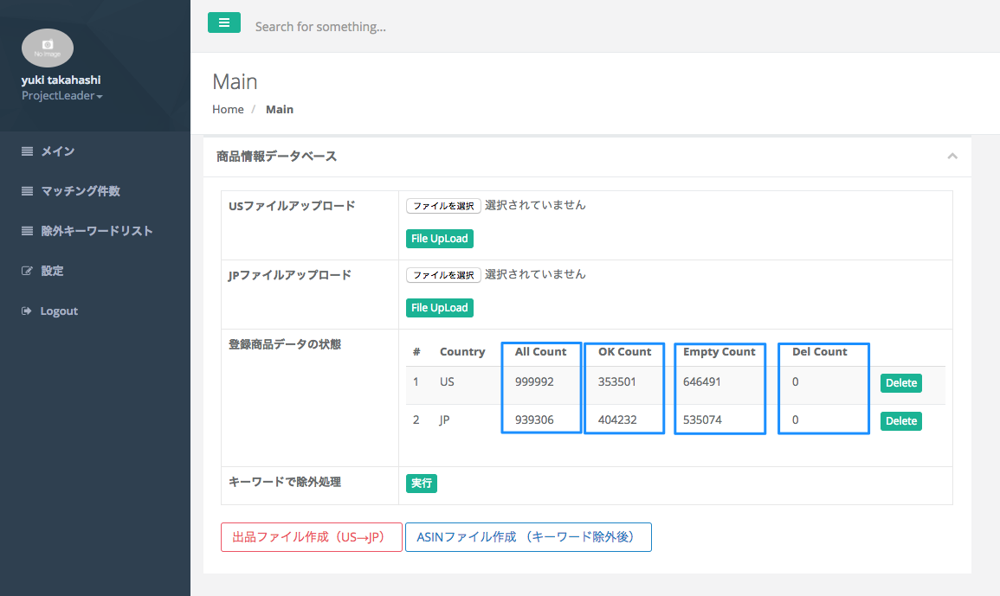 Search for something...
No Image
yuki takahashi
ProjectLeader
メイン
マッチング件数
除外キーワードリスト
設定
Logout
Main
Home / Main
商品情報データベース
USファイルアップロード
ファイルを選択 選択されていません
File UpLoad
JPファイルアップロード
ファイルを選択 選択されていません
File UpLoad
登録商品データの状態
# Country All Count OK Count Empty Count Del Count
1 US 999992 353501 646491 0 Delete
2 JP 939306 404232 535074 0 Delete
キーワードで除外処理 実行
出品ファイル作成（US→JP） ASINファイル作成 （キーワード除外後）